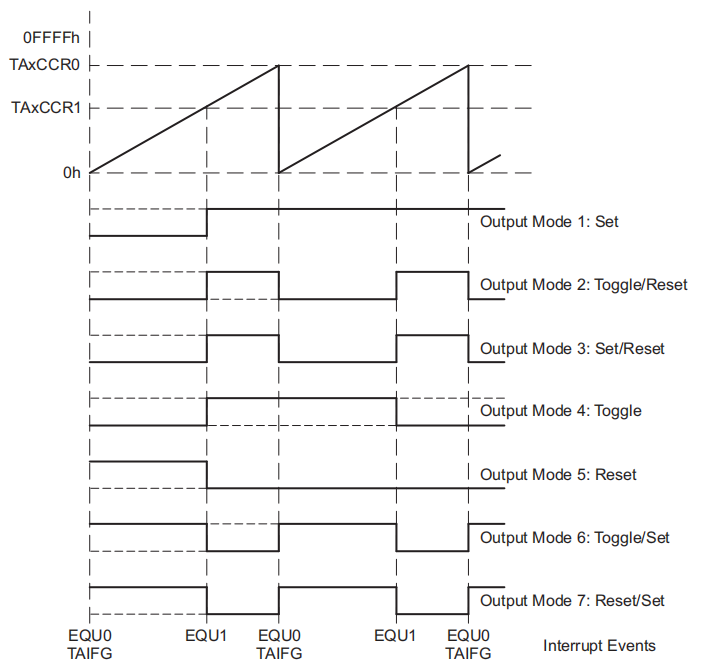 0FFFFh
TAxCCR0
TAxCCR1
0h
Output Mode 1: Set
Output Mode 2: Toggle/Reset
Output Mode 3: Set/Reset
Output Mode 4: Toggle
Output Mode 5: Reset
Output Mode 6: Toggle/Set
Output Mode 7: Reset/Set
EQU0 EQU1 EQU0 EQU1 EQU0
TAIFG TAIFG TAIFG
Interrupt Events